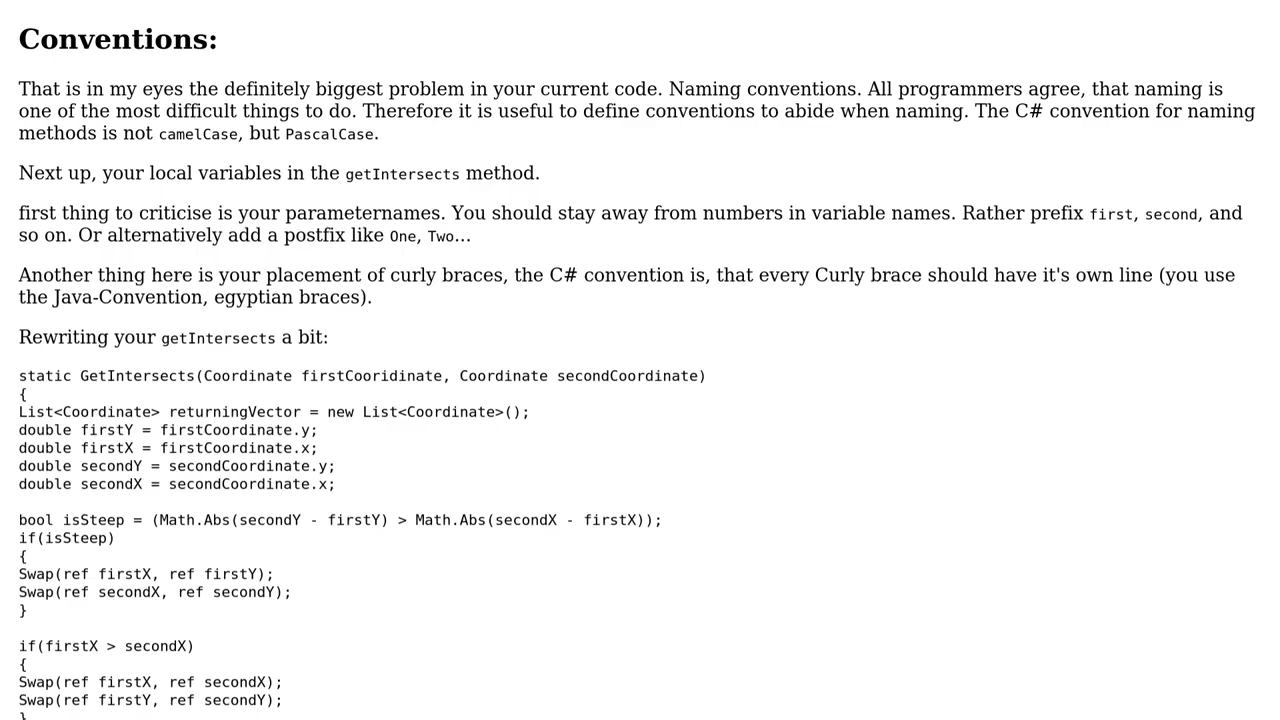 Conventions:
That is in my eyes the definitely biggest problem in your current code. Naming conventions. All programmers agree, that naming is
one of the most difficult things to do. Therefore it is useful to define conventions to abide when naming. The C# convention for naming
methods is not camelCase, but PascalCase.
Next up, your local variables in the getIntersects method.
first thing to criticise is your parameternames. You should stay away from numbers in variable names. Rather prefix first, second, and
so on. Or alternatively add a postfix like One, Two...
Another thing here is your placement of curly braces, the C# convention is, that every Curly brace should have it's own line (you use
the Java-Convention, egyptian braces).
Rewriting your getIntersects a bit:
static GetIntersects(Coordinate firstCooridinate, Coordinate secondCoordinate)
{
List<Coordinate> returningVector = new List<Coordinate>();
double firstY = firstCoordinate.y;
double firstX = firstCoordinate.x;
double secondY = secondCoordinate.y;
double secondX = secondCoordinate.x;
bool isSteep = (Math.Abs(secondY - firstY) > Math.Abs(secondX - firstX));
if(isSteep)
{
Swap(ref firstX, ref firstY);
Swap(ref secondX, ref secondY);
}
if(firstX > secondX)
{
Swap(ref firstX, ref secondX);
Swap(ref firstY, ref secondY);
}